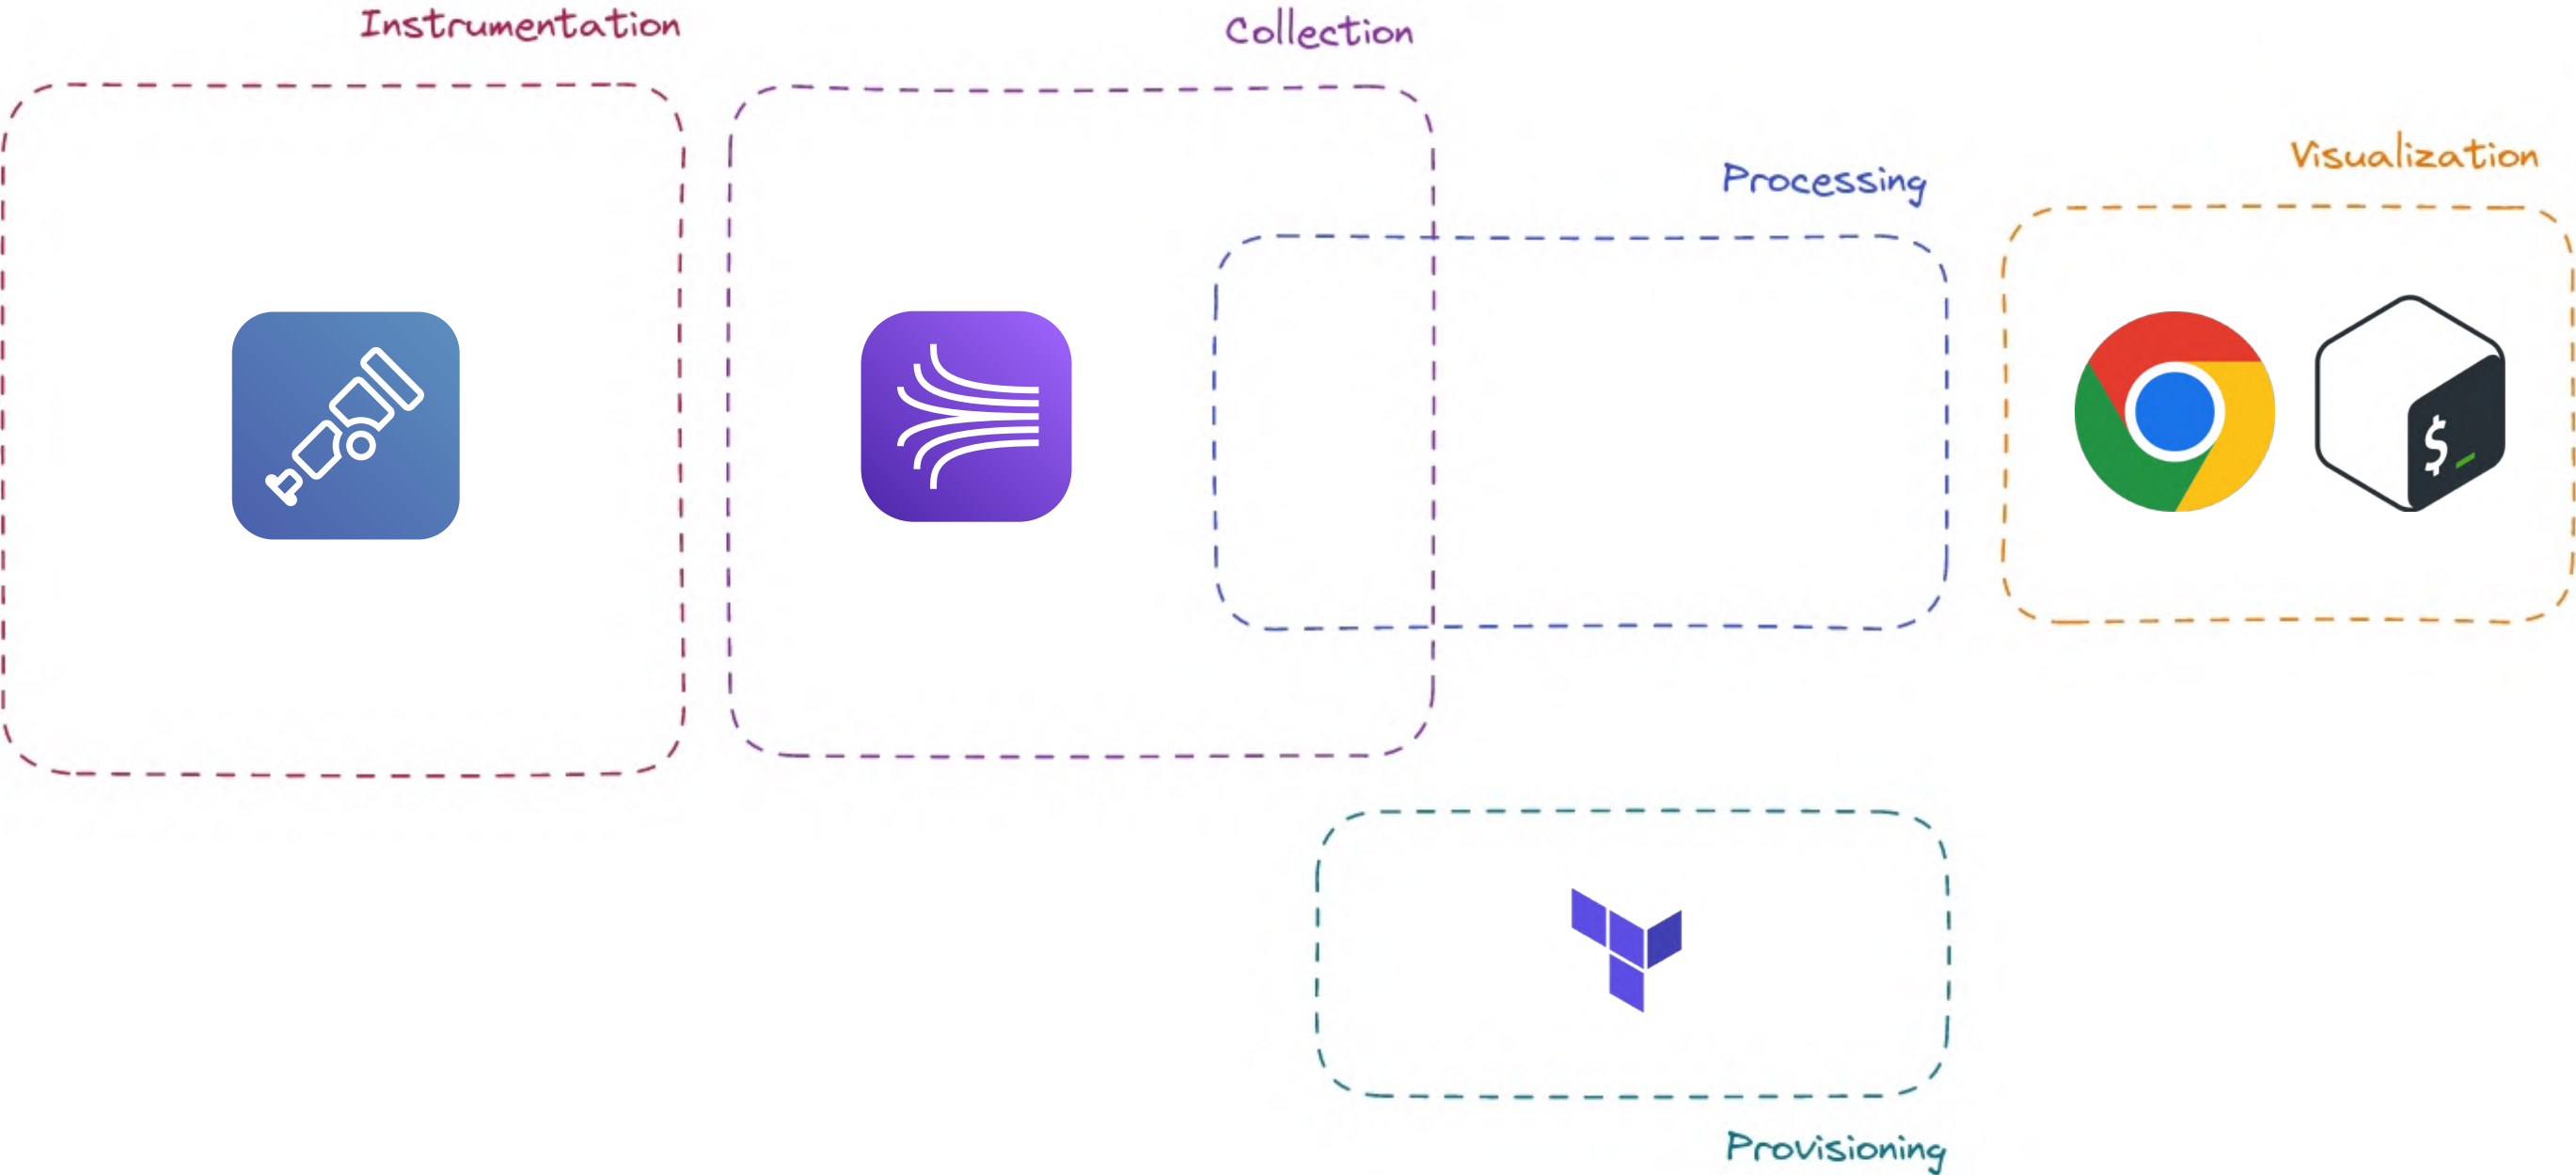 Instrumentation
Collection
Processing
Visualization
$_
Provisioning